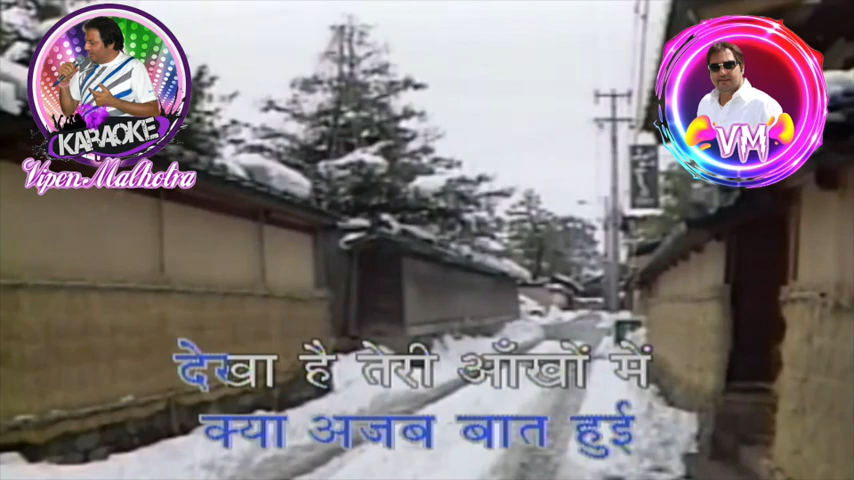 KARAOKE
Vipen Malhotra
VM
देखा है तेरी आँखों में
क्या अजब बात हुई